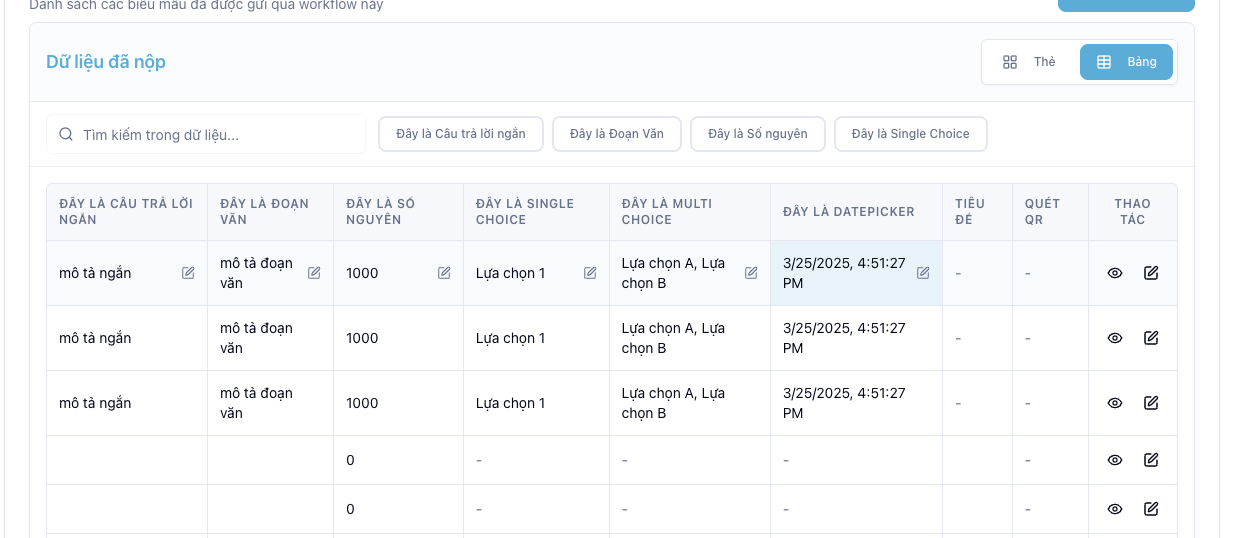 Danh sách các biểu mẫu đã được gửi qua workflow này
Dữ liệu đã nộp
Thẻ
Bảng
Tìm kiếm trong dữ liệu...
Đây là Câu trả lời ngắn
Đây là Đoạn Văn
Đây là Số nguyên
Đây là Single Choice
ĐÂY LÀ CÂU TRẢ LỜI
NGẮN
ĐÂY LÀ ĐOẠN
VĂN
ĐÂY LÀ SỐ
NGUYÊN
ĐÂY LÀ SINGLE
CHOICE
ĐÂY LÀ MULTI
CHOICE
ĐÂY LÀ DATEPICKER
TIÊU
ĐỀ
QUÉT
QR
THAO
TÁC
mô tả ngắn
mô tả đoạn
văn
1000
Lựa chọn 1
Lựa chọn A, Lựa
chọn B
3/25/2025, 4:51:27
PM
-
-
mô tả ngắn
mô tả đoạn
văn
1000
Lựa chọn 1
Lựa chọn A, Lựa
chọn B
3/25/2025, 4:51:27
PM
-
-
mô tả ngắn
mô tả đoạn
văn
1000
Lựa chọn 1
Lựa chọn A, Lựa
chọn B
3/25/2025, 4:51:27
PM
-
-
0
-
-
-
-
0
-
-
-
-